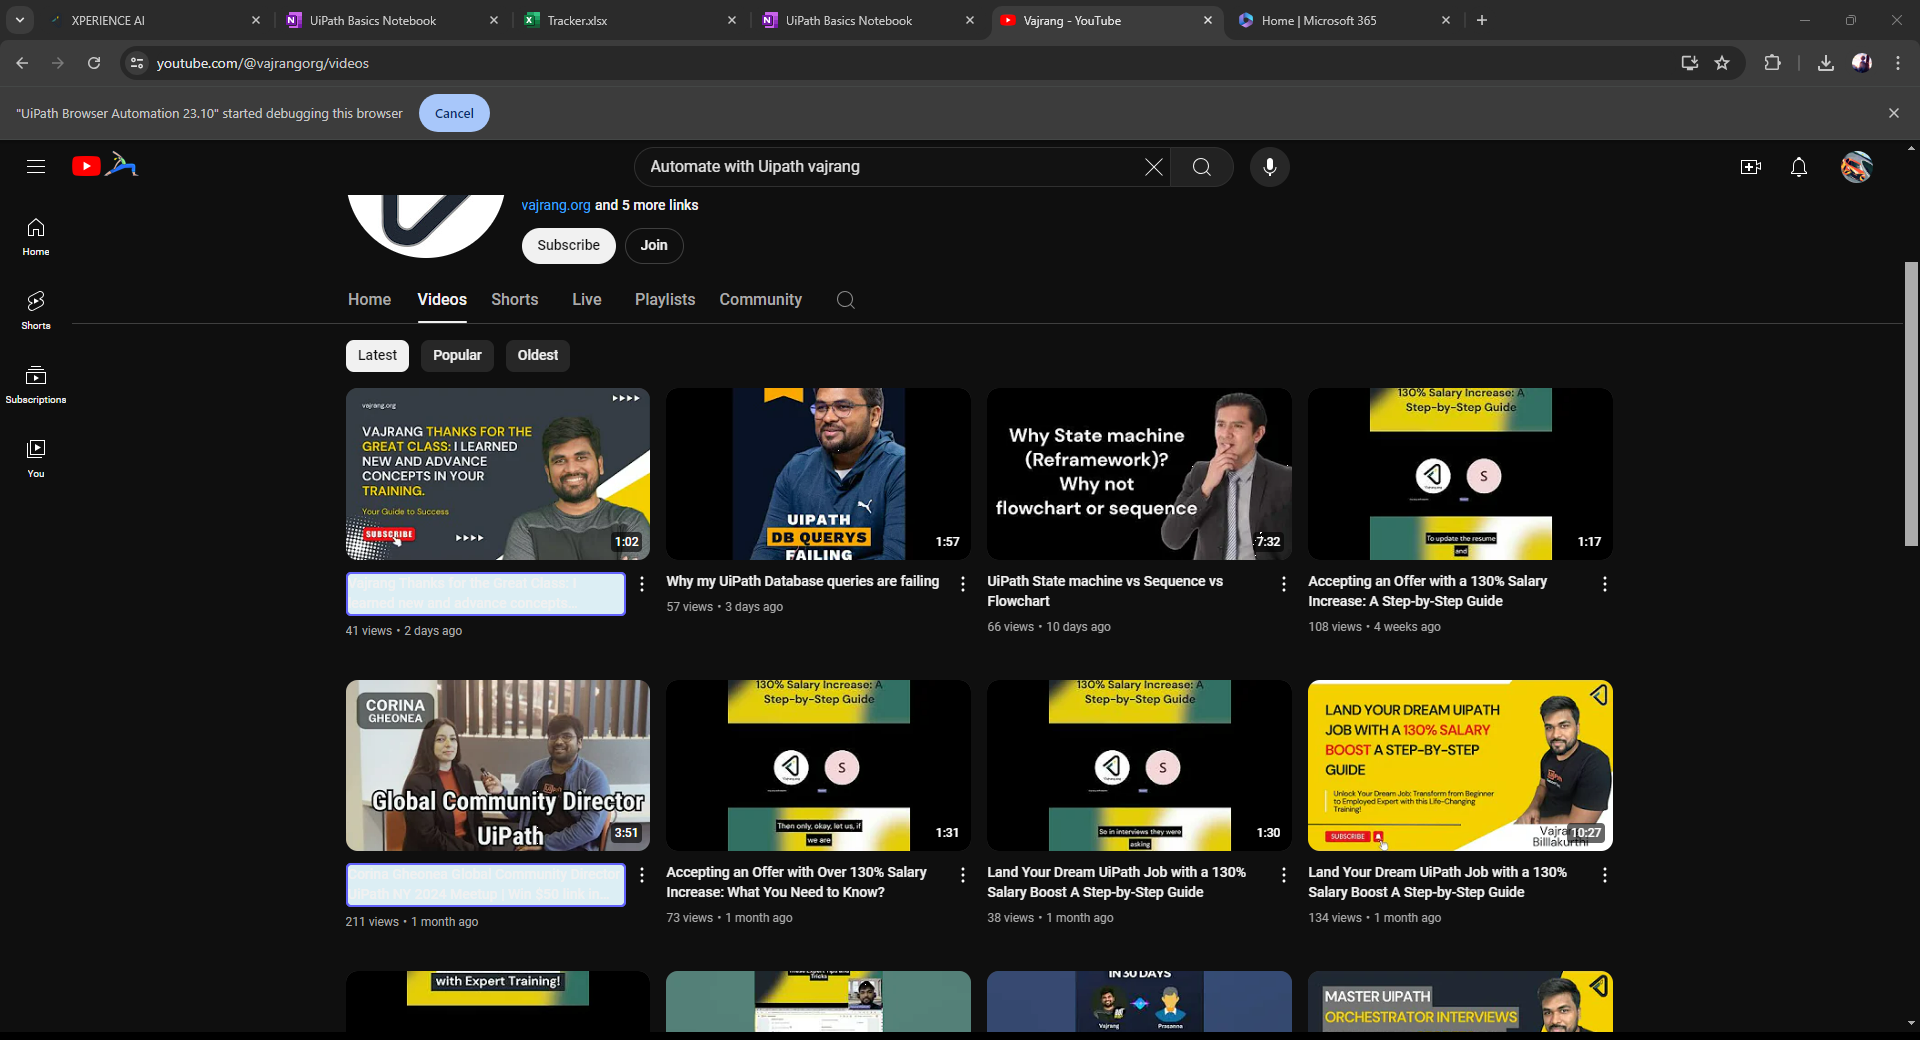 XPERIENCE AI
UiPath Basics Notebook
Tracker.xlsx
UiPath Basics Notebook
Vajrang - YouTube
Home | Microsoft 365
youtube.com/@vajrangorg/videos
"UiPath Browser Automation 23.10" started debugging this browser
Cancel
Automate with Uipath vajrang
vajrang.org and 5 more links
Subscribe
Join
Home
Shorts
Subscriptions
You
Home
Videos
Shorts
Live
Playlists
Community
Latest
Popular
Oldest
vajrang.org
VAJRANG THANKS FOR THE
GREAT CLASS: I LEARNED
NEW AND ADVANCE
CONCEPTS IN YOUR
TRAINING.
Your Guide to Success
SUBSCRIBE
1:02
UIPATH
DB QUERYS
FAILING
1:57
Why State machine
(Reframework)?
Why not
flowchart or sequence
7:32
130% Salary Increase: A
Step-by-Step Guide
S
To update the resume
and
1:17
Vajrang Thanks for the Great Class: I
learned new and advance concepts...
41 views • 2 days ago
Why my UiPath Database queries are failing
57 views • 3 days ago
UiPath State machine vs Sequence vs
Flowchart
66 views • 10 days ago
Accepting an Offer with a 130% Salary
Increase: A Step-by-Step Guide
108 views • 4 weeks ago
CORINA
GHEONEA
Global Community Director
UiPath
3:51
130% Salary Increase: A
Step-by-Step Guide
S
Then only, okay, let us, if
we are
1:31
130% Salary Increase: A
Step-by-Step Guide
S
So in interviews they were
asking
1:30
LAND YOUR DREAM UIPATH
JOB WITH A 130% SALARY
BOOST A STEP-BY-STEP
GUIDE
Unlock Your Dream Job: Transform from Beginner
to Employed Expert with this Life-Changing
Training!
SUBSCRIBE
10:27
Billlakurthi
Corina Gheonea Global Community Director
UiPath NY 2024 Meetup | Win $50 link in...
211 views • 1 month ago
Accepting an Offer with Over 130% Salary
Increase: What You Need to Know?
73 views • 1 month ago
Land Your Dream UiPath Job with a 130%
Salary Boost A Step-by-Step Guide
38 views • 1 month ago
Land Your Dream UiPath Job with a 130%
Salary Boost A Step-by-Step Guide
134 views • 1 month ago
with Expert Training!
Tricks
IN 30 DAYS
Vajrang
Prasanna
MASTER UIPATH
ORCHESTRATOR INTERVIEWS